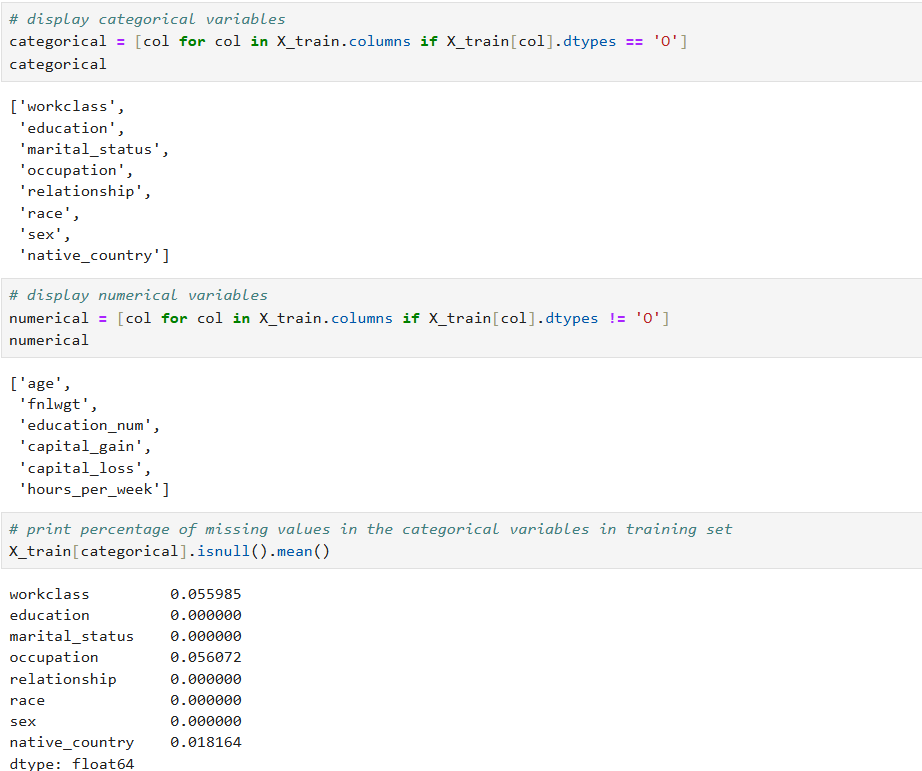 # display categorical variables
categorical = [col for col in X_train.columns if X_train[col].dtypes == 'O']
categorical
['workclass',
 'education',
 'marital_status',
 'occupation',
 'relationship',
 'race',
 'sex',
 'native_country']
# display numerical variables
numerical = [col for col in X_train.columns if X_train[col].dtypes != 'O']
numerical
['age',
 'fnlwgt',
 'education_num',
 'capital_gain',
 'capital_loss',
 'hours_per_week']
# print percentage of missing values in the categorical variables in training set
X_train[categorical].isnull().mean()
workclass         0.055985
education         0.000000
marital_status    0.000000
occupation        0.056072
relationship      0.000000
race              0.000000
sex               0.000000
native_country    0.018164
dtype: float64